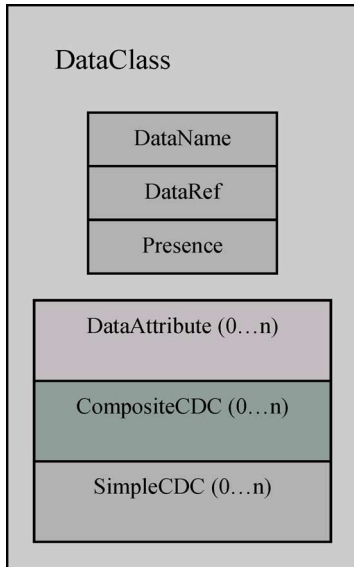 DataClass
DataName
DataRef
Presence
DataAttribute (0…n)
CompositeCDC (0…n)
SimpleCDC (0…n)